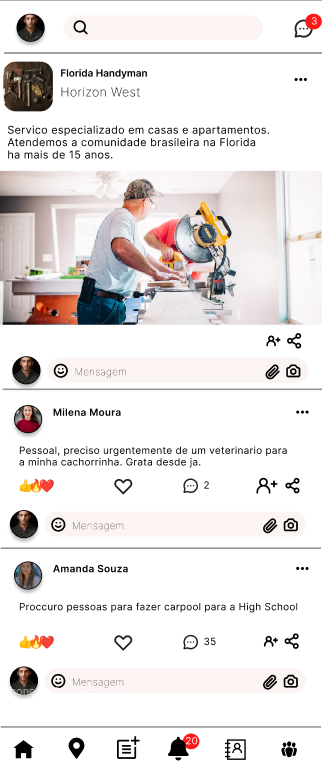 3
Florida Handyman
Horizon West
Servico especializado em casas e apartamentos.
Atendemos a comunidade brasileira na Florida
ha mais de 15 anos.
Mensagem
Milena Moura
Pessoal, preciso urgentemente de um veterinario para
a minha cachorrinha. Grata desde ja.
2
Mensagem
Amanda Souza
Proccuro pessoas para fazer carpool para a High School
35
Mensagem
20